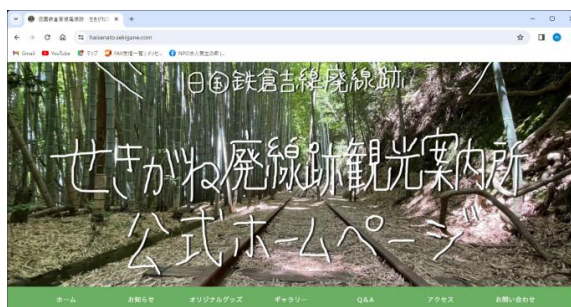 haisenato.sekigane.com
Gmail YouTube マップ
日国鉄倉吉線廃線跡
せきがね廃線跡観光案内所
公式ホームページ
ホーム お知らせ オリジナルグッズ ギャラリー Q&A アクセス お問い合わせ